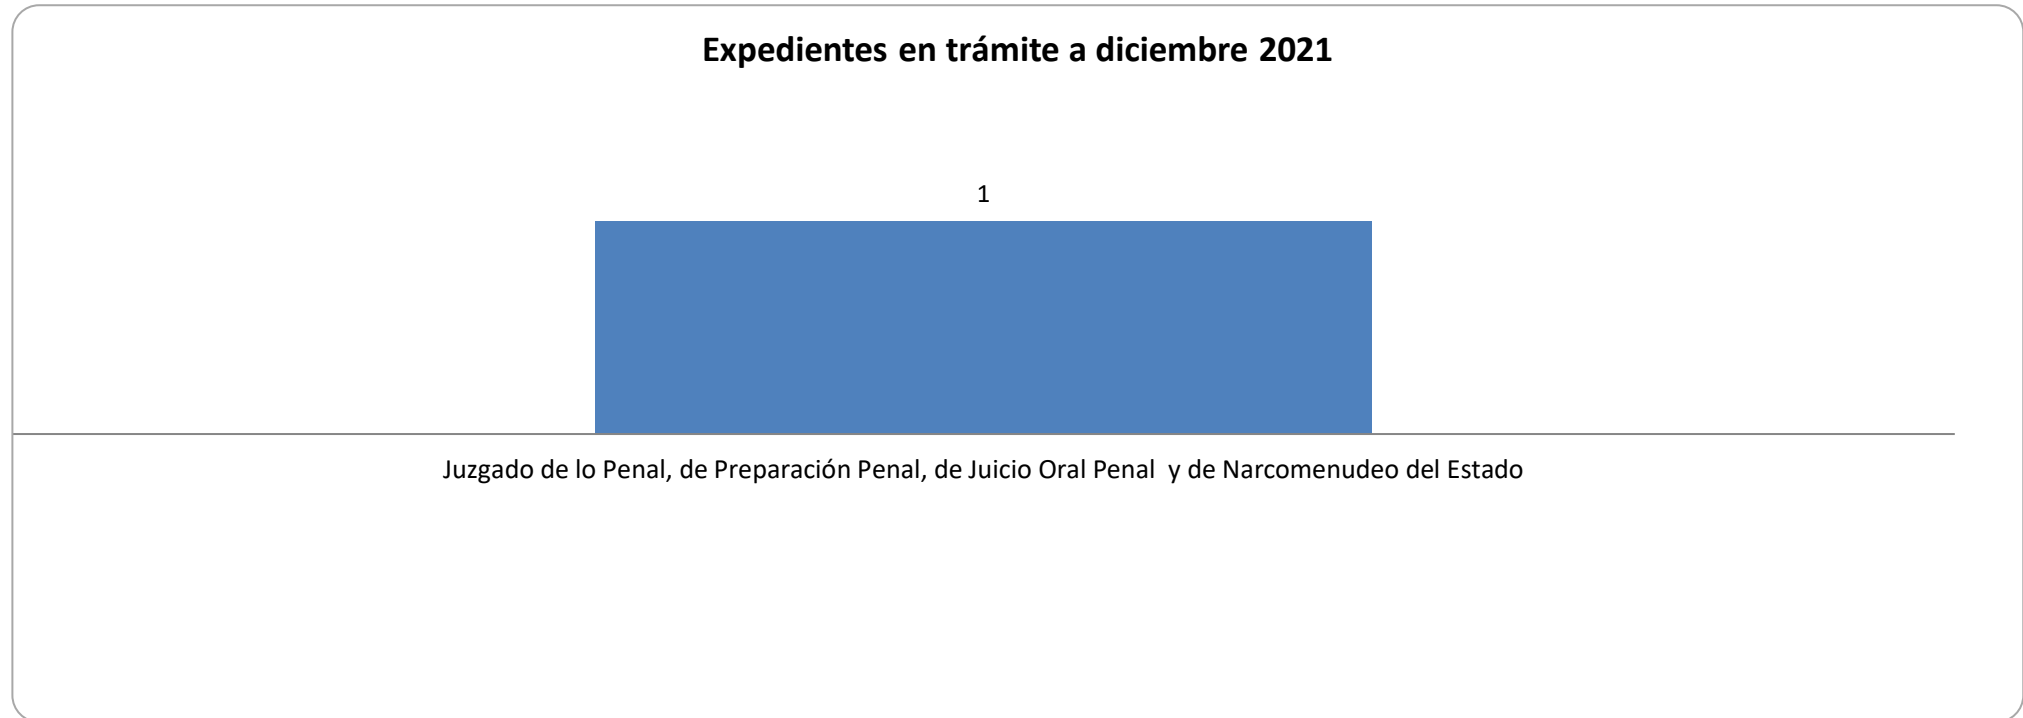 Expedientes en trámite a diciembre 2021
1
Juzgado de lo Penal, de Preparación Penal, de Juicio Oral Penal  y de Narcomenudeo del Estado